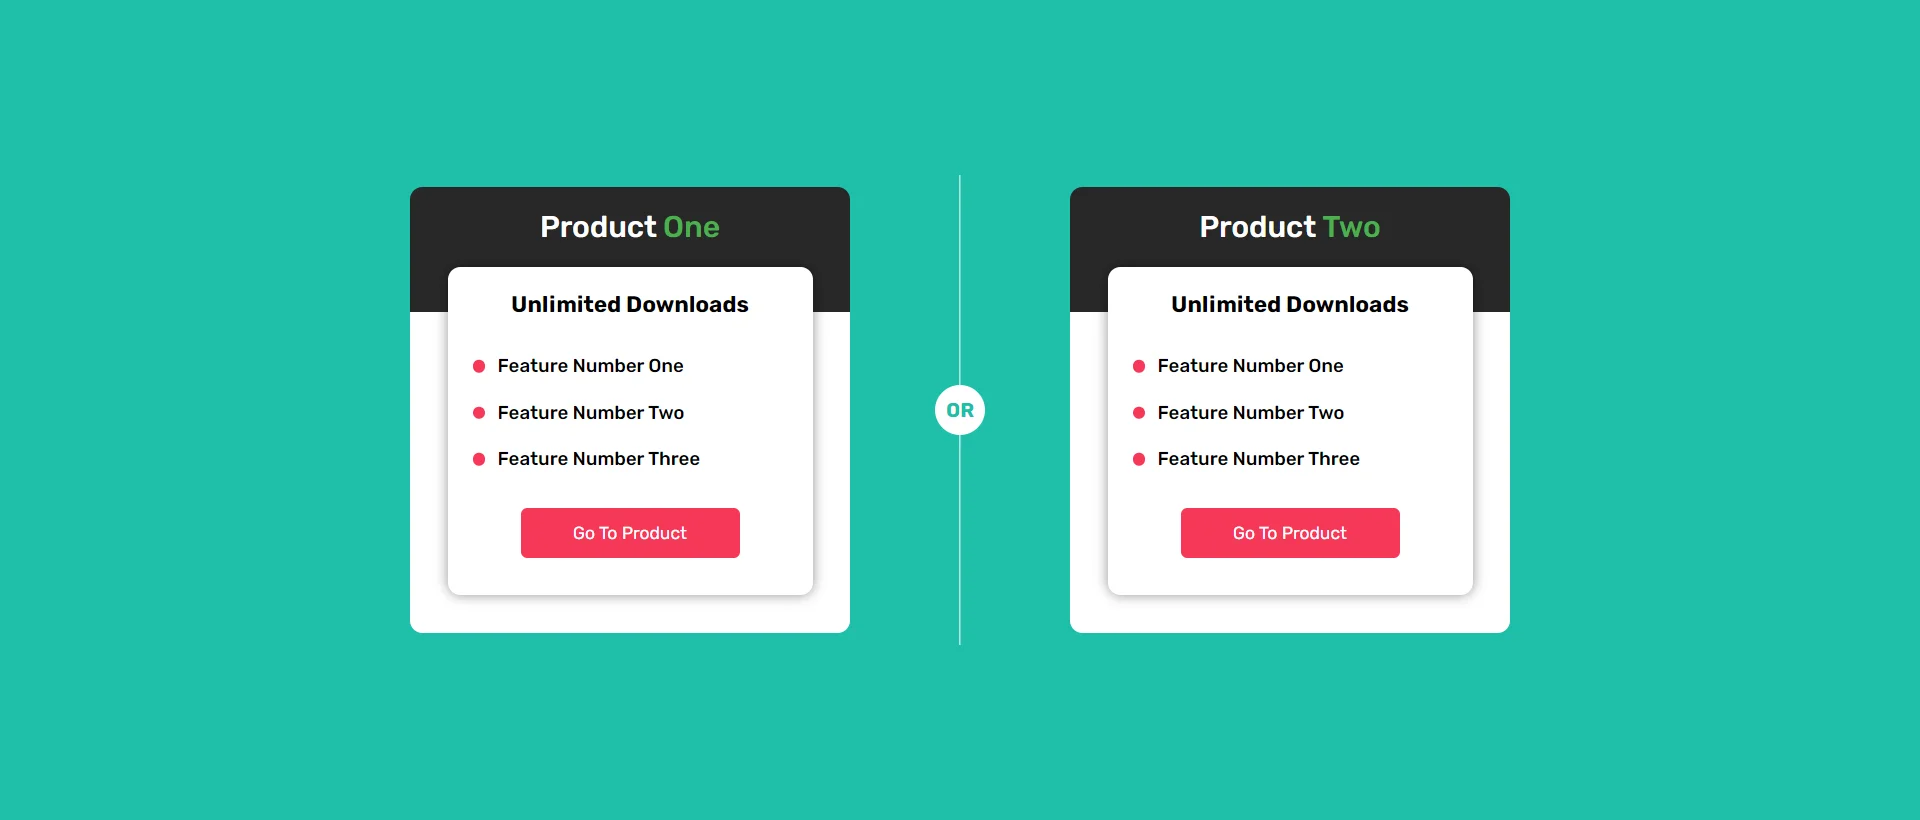 Product One
Unlimited Downloads
Feature Number One
Feature Number Two
Feature Number Three
Go To Product
OR
Product Two
Unlimited Downloads
Feature Number One
Feature Number Two
Feature Number Three
Go To Product